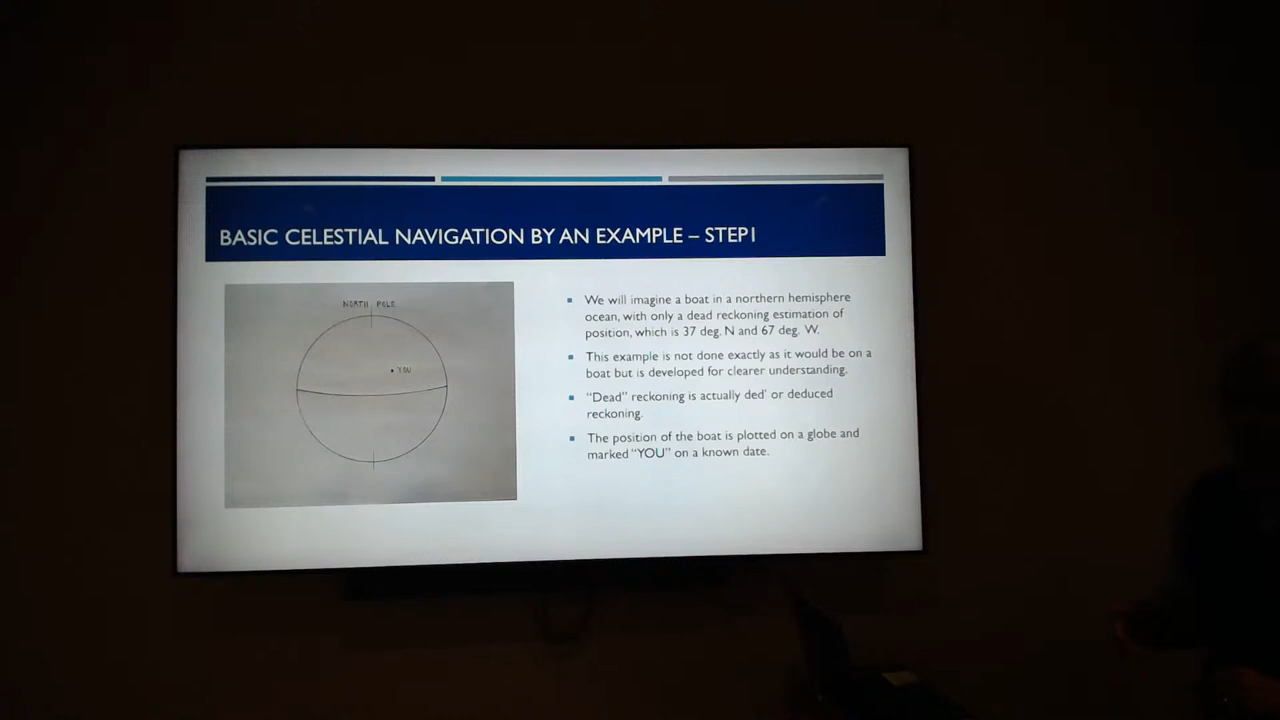 BASIC CELESTIAL NAVIGATION BY AN EXAMPLE – STEP1
NORTH POLE
YOU
We will imagine a boat in a northern hemisphere
ocean, with only a dead reckoning estimation of
position, which is 37 deg. N and 67 deg. W.
This example is not done exactly as it would be on a
boat but is developed for clearer understanding.
"Dead" reckoning is actually ded' or deduced
reckoning.
The position of the boat is plotted on a globe and
marked "YOU" on a known date.